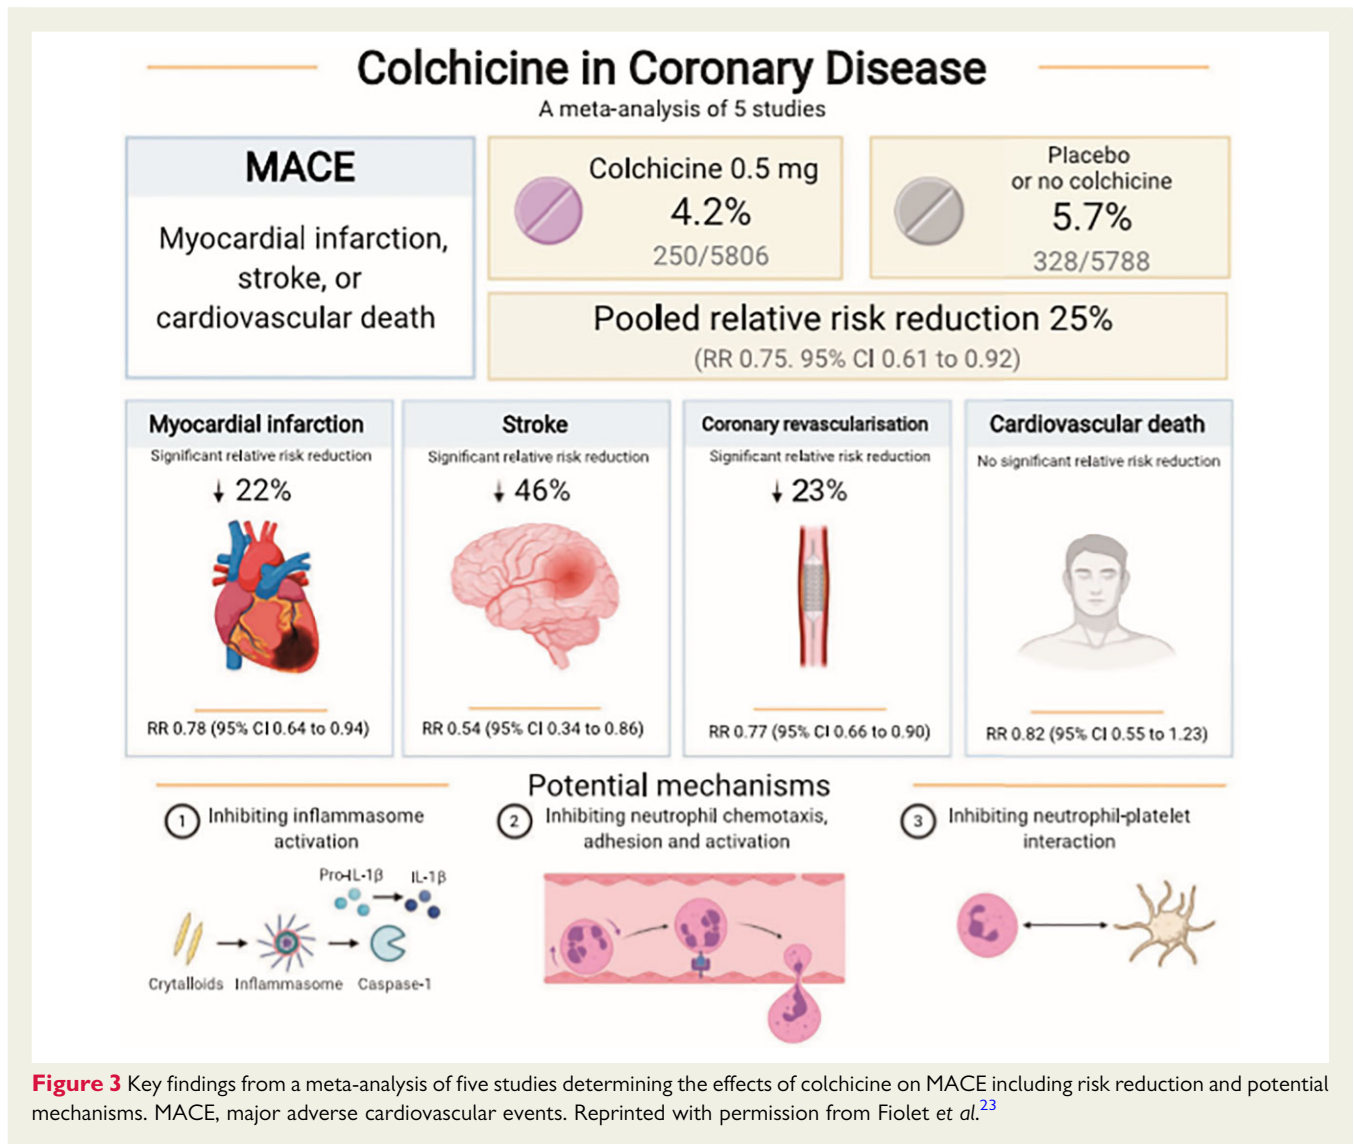 Colchicine in Coronary Disease
A meta-analysis of 5 studies
MACE
Myocardial infarction,
stroke, or
cardiovascular death
Colchicine 0.5 mg
4.2%
250/5806
Placebo
or no colchicine
5.7%
328/5788
Pooled relative risk reduction 25%
(RR 0.75. 95% CI 0.61 to 0.92)
Myocardial infarction
Significant relative risk reduction
22%
RR 0.78 (95% CI 0.64 to 0.94)
Stroke
Significant relative risk reduction
46%
RR 0.54 (95% CI 0.34 to 0.86)
Coronary revascularisation
Significant relative risk reduction
23%
RR 0.77 (95% CI 0.66 to 0.90)
Cardiovascular death
No significant relative risk reduction
RR 0.82 (95% CI 0.55 to 1.23)
Potential mechanisms
1 Inhibiting inflammasome
activation
Pro-IL-1β
IL-1β
Crytalloids
Inflammasome
Caspase-1
2 Inhibiting neutrophil chemotaxis,
adhesion and activation
3 Inhibiting neutrophil-platelet
interaction
Figure 3 Key findings from a meta-analysis of five studies determining the effects of colchicine on MACE including risk reduction and potential
mechanisms. MACE, major adverse cardiovascular events. Reprinted with permission from Fiolet et al.23